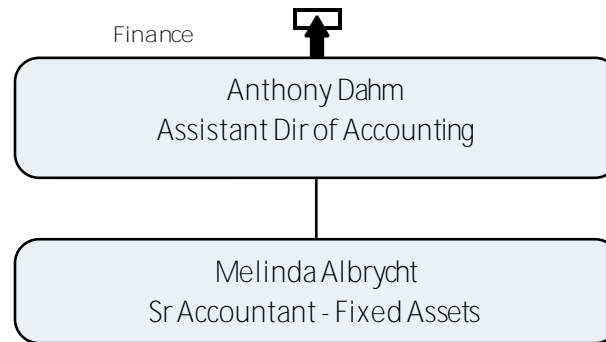 Finance
Anthony Dahm
Assistant Dir of Accounting
Melinda Albrycht
Sr Accountant - Fixed Assets